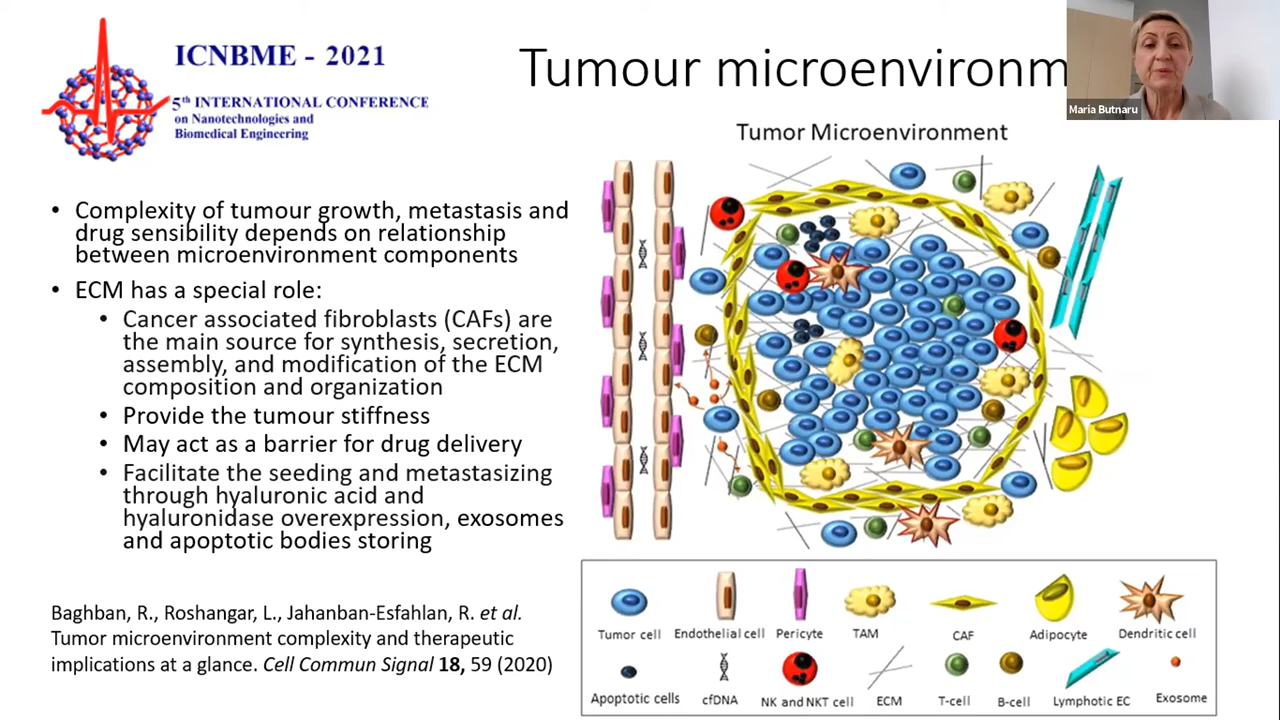 ICNBME - 2021
5th INTERNATIONAL CONFERENCE
on Nanotechnologies and
Biomedical Engineering
Tumour microenvironm
Maria Butnaru
Tumor Microenvironment
• Complexity of tumour growth, metastasis and
drug sensibility depends on relationship
between microenvironment components
• ECM has a special role:
• Cancer associated fibroblasts (CAFs) are
the main source for synthesis, secretion,
assembly, and modification of the ECM
composition and organization
• Provide the tumour stiffness
• May act as a barrier for drug delivery
• Facilitate the seeding and metastasizing
through hyaluronic acid and
hyaluronidase overexpression, exosomes
and apoptotic bodies storing
Baghban, R., Roshangar, L., Jahanban-Esfahlan, R. et al.
Tumor microenvironment complexity and therapeutic
implications at a glance. Cell Commun Signal 18, 59 (2020)
Tumor cell Endothelial cell Pericyte TAM CAF Adipocyte Dendritic cell
Apoptotic cells cfDNA NK and NKT cell ECM T-cell B-cell Lymphotic EC Exosome